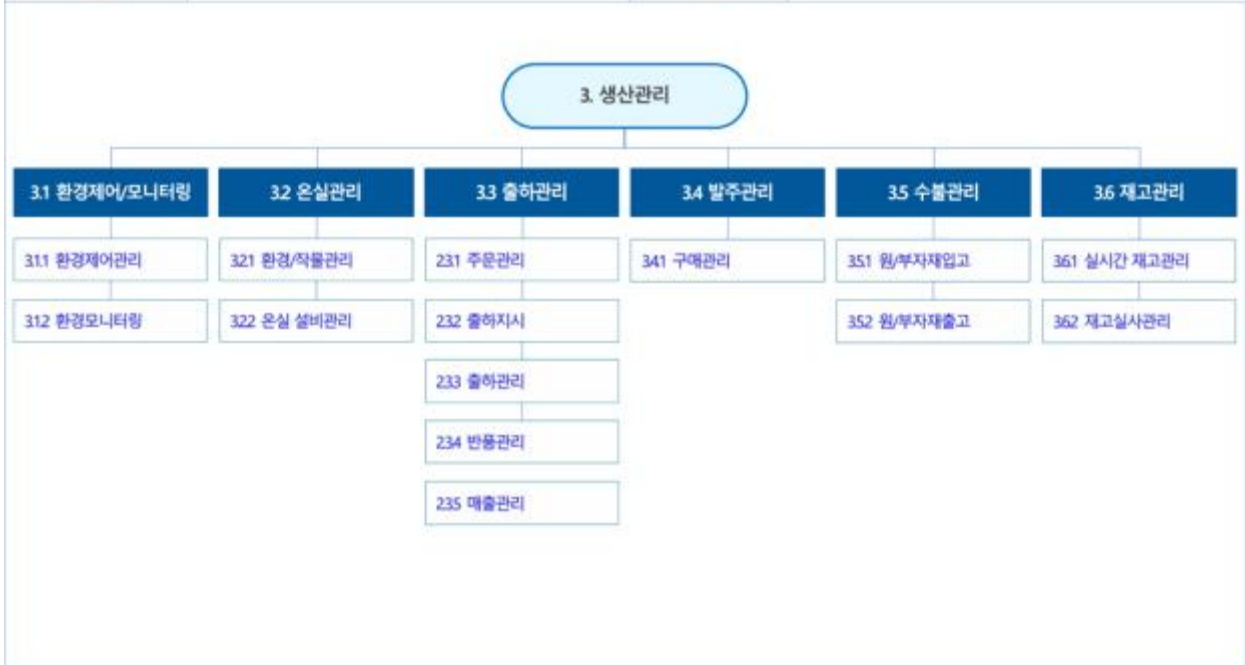 3. 생산관리
3.1 환경제어/모니터링
3.2 온실관리
3.3 출하관리
3.4 발주관리
3.5 수불관리
3.6 재고관리
3.1.1 환경제어관리
3.2.1 환경/작물관리
2.3.1 주문관리
3.4.1 구매관리
3.5.1 원/부자재입고
3.6.1 실시간 재고관리
3.1.2 환경모니터링
3.2.2 온실 설비관리
2.3.2 출하지시
3.5.2 원/부자재출고
3.6.2 재고실사관리
2.3.3 출하관리
2.3.4 반품관리
2.3.5 매출관리